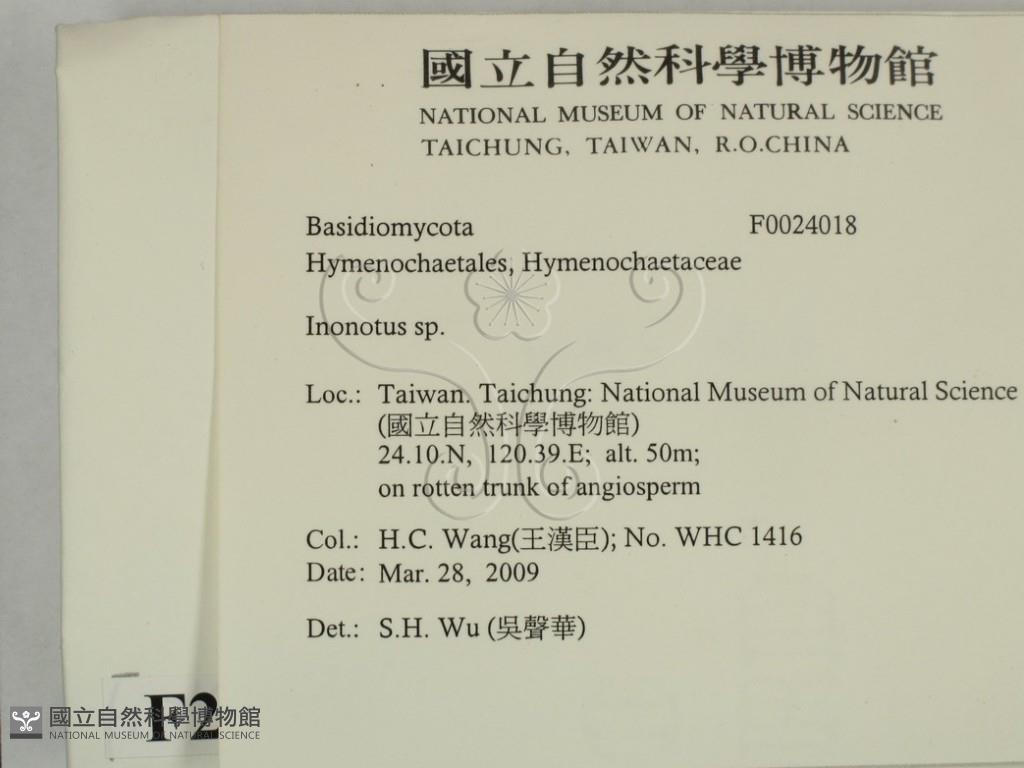 國立自然科學博物館
NATIONAL MUSEUM OF NATURAL SCIENCE
TAICHUNG, TAIWAN, R.O.CHINA
Basidiomycota F0024018
Hymenochaetales, Hymenochaetaceae
Inonotus sp.
Loc.: Taiwan. Taichung: National Museum of Natural Science
(國立自然科學博物館)
24.10.N, 120.39.E; alt. 50m;
on rotten trunk of angiosperm
Col.: H.C. Wang(王漢臣); No. WHC 1416
Date: Mar. 28, 2009
Det.: S.H. Wu (吳聲華)
F2
國立自然科學博物館
NATIONAL MUSEUM OF NATURAL SCIENCE